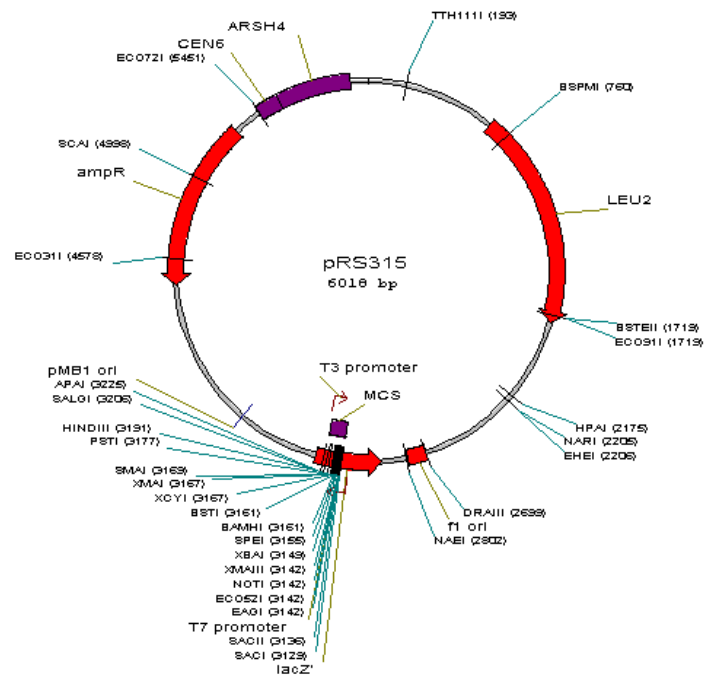 ARSH4
TTH111I (193)
CEN6
ECO72I (5451)
BSPMI (760)
SCAI (4998)
ampR
LEU2
ECO31I (4578)
pRS315
6018 bp
BSTEII (1719)
ECO91I (1719)
T3 promoter
pMB1 ori
MCS
APAI (3225)
SALGI (3206)
HPAI (2175)
HINDIII (3191)
NARI (2205)
PSTI (3177)
EHEI (2206)
SMAI (3169)
XMAI (3167)
DRAIII (2699)
XCYI (3167)
f1 ori
BSTI (3161)
NAEI (2802)
BAMHI (3161)
SPEI (3155)
XBAI (3149)
XMAIII (3142)
NOTI (3142)
ECO52I (3142)
EAGI (3142)
T7 promoter
SACII (3136)
SACI (3129)
lacZ'